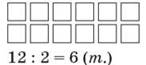 12 : 2 = 6 (m.)